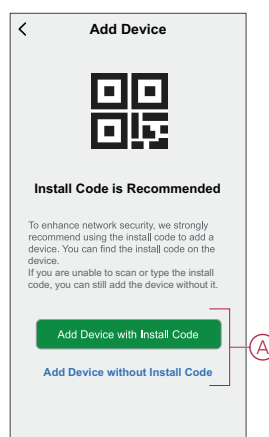 Add Device
Install Code is Recommended
To enhance network security, we strongly
recommend using the install code to add a
device. You can find the install code on the
device.
If you are unable to scan or type the install
code, you can still add the device without it.
Add Device with Install Code
A
Add Device without Install Code